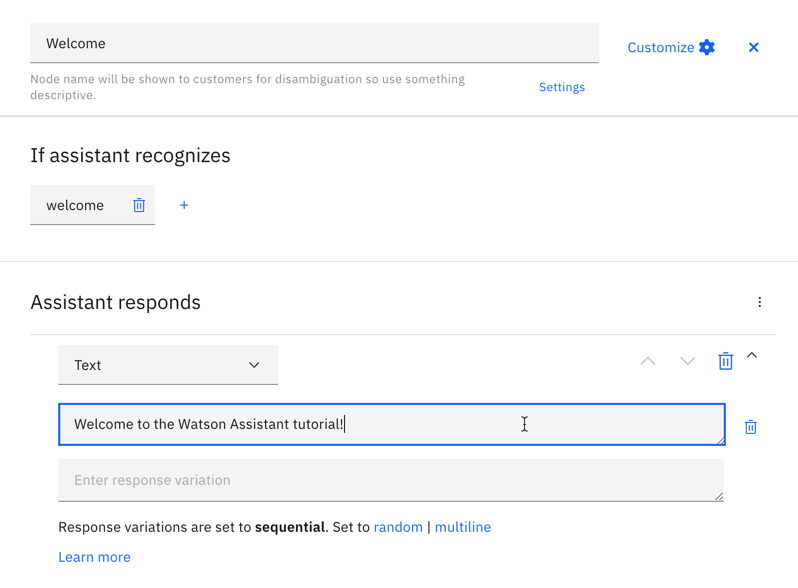 Welcome
Customize
Node name will be shown to customers for disambiguation so use something
descriptive.
Settings
If assistant recognizes
welcome
Assistant responds
Text
Welcome to the Watson Assistant tutorial!
Enter response variation
Response variations are set to sequential. Set to random | multiline
Learn more